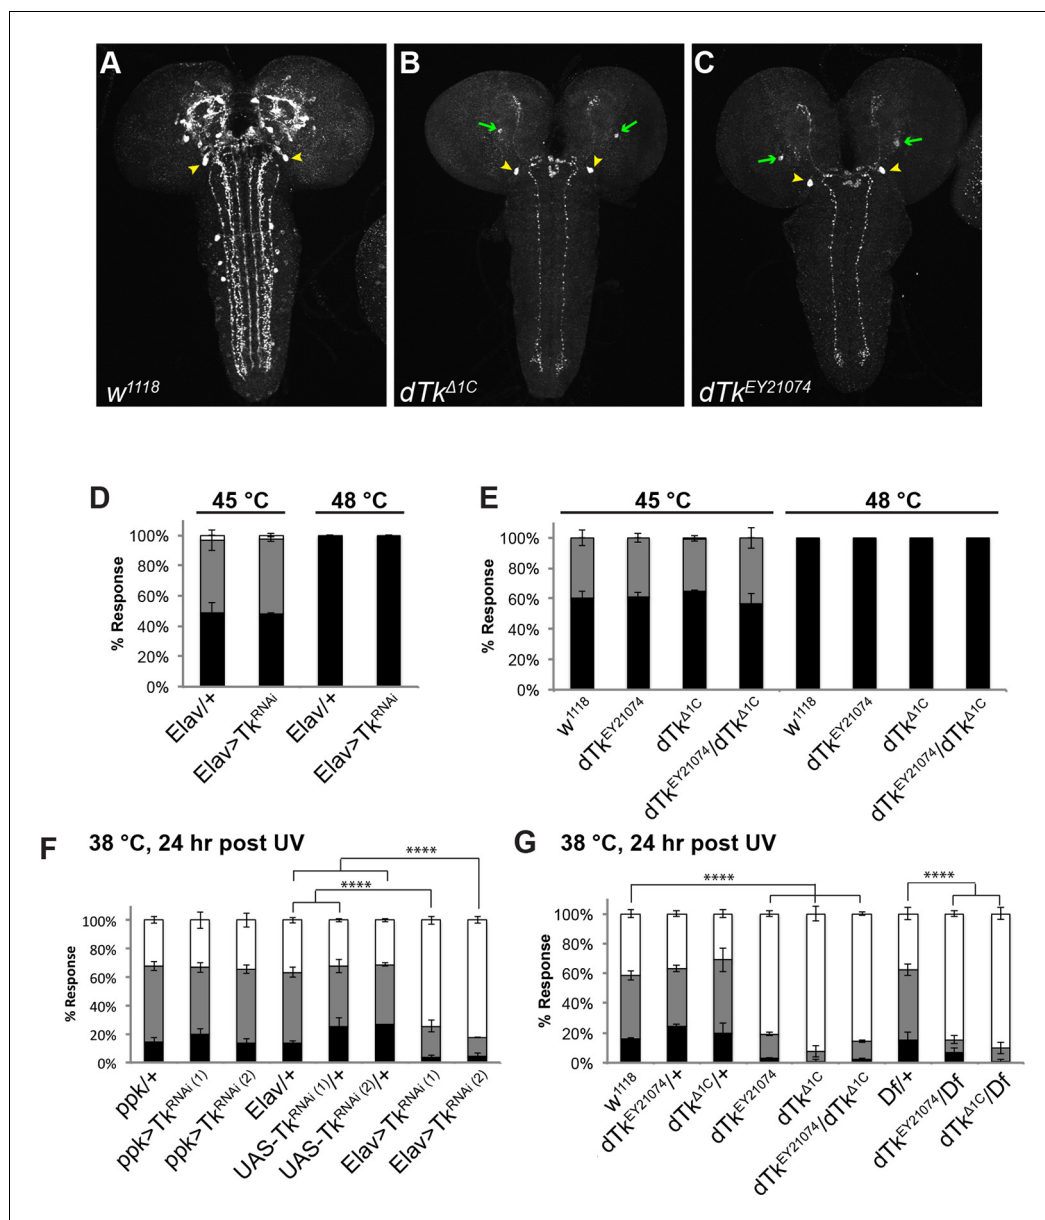 A
B
C
w1118
dTkΔ1C
dTkEY21074
D
45 °C
48 °C
% Response
100%
80%
60%
40%
20%
0%
Elav/+
Elav>TkRNAi
Elav/+
Elav>TkRNAi
E
45 °C
48 °C
% Response
100%
80%
60%
40%
20%
0%
w1118
dTkEY21074
dTkΔ1C
dTkEY21074/dTkΔ1C
w1118
dTkEY21074
dTkΔ1C
dTkEY21074/dTkΔ1C
F
38 °C, 24 hr post UV
****
****
% Response
100%
80%
60%
40%
20%
0%
ppk/+
ppk>TkRNAi (1)
ppk>TkRNAi (2)
Elav/+
UAS-TkRNAi (1)/+
UAS-TkRNAi (2)/+
Elav>TkRNAi (1)
Elav>TkRNAi (2)
G
38 °C, 24 hr post UV
****
****
% Response
100%
80%
60%
40%
20%
0%
w1118
dTkEY21074/+
dTkΔ1C/+
dTkEY21074
dTkΔ1C
dTkEY21074/dTkΔ1C
Df/+
dTkEY21074/Df
dTkΔ1C/Df